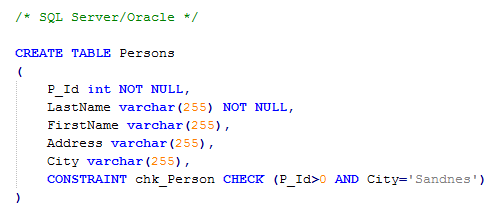 /* SQL Server/Oracle */
CREATE TABLE Persons
(
P_Id int NOT NULL,
LastName varchar(255) NOT NULL,
FirstName varchar(255),
Address varchar(255),
City varchar(255),
CONSTRAINT chk_Person CHECK (P_Id>0 AND City='Sandnes')
)